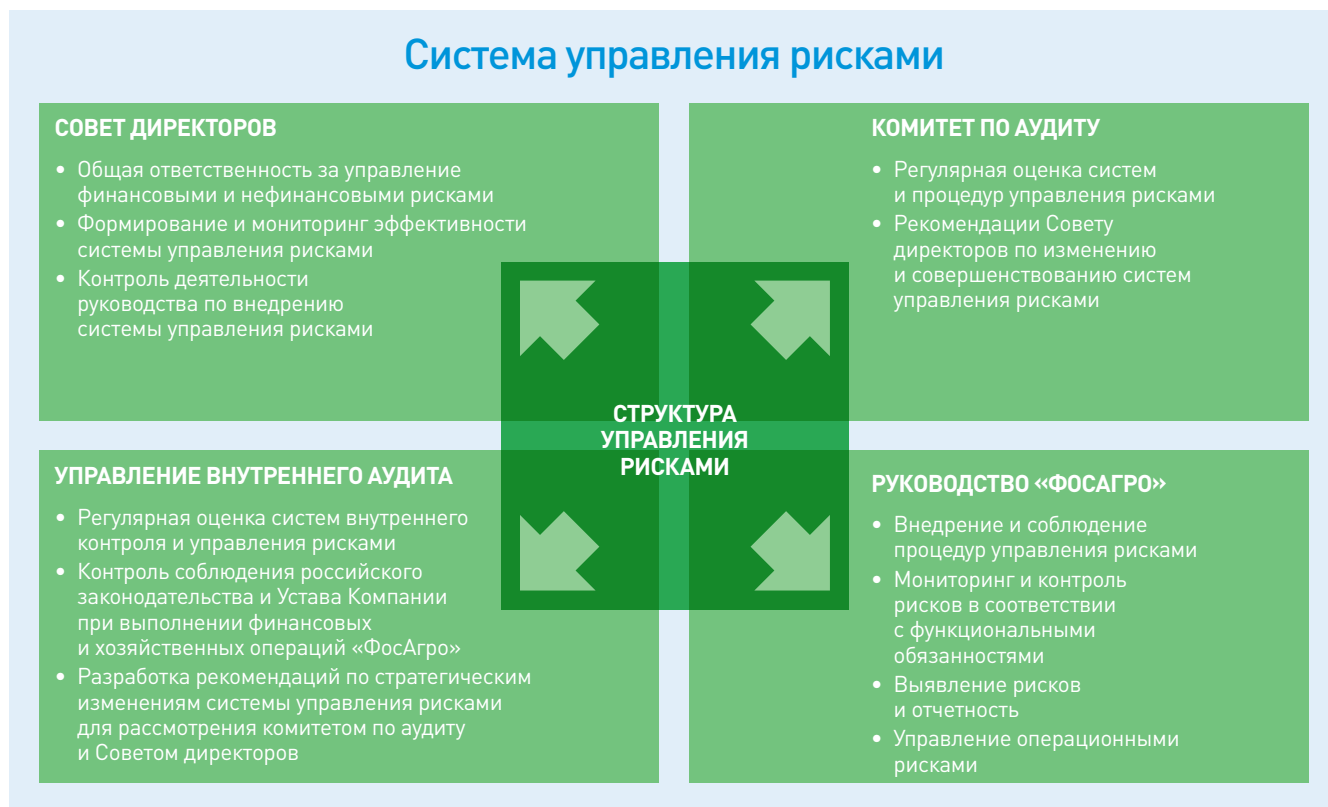 Система управления рисками
СОВЕТ ДИРЕКТОРОВ
• Общая ответственность за управление
финансовыми и нефинансовыми рисками
• Формирование и мониторинг эффективности
системы управления рисками
• Контроль деятельности
руководства по внедрению
системы управления рисками
КОМИТЕТ ПО АУДИТУ
• Регулярная оценка систем
и процедур управления рисками
• Рекомендации Совету
директоров по изменению
и совершенствованию систем
управления рисками
СТРУКТУРА
УПРАВЛЕНИЯ
РИСКАМИ
УПРАВЛЕНИЕ ВНУТРЕННЕГО АУДИТА
• Регулярная оценка систем внутреннего
контроля и управления рисками
• Контроль соблюдения российского
законодательства и Устава Компании
при выполнении финансовых
и хозяйственных операций «ФосАгро»
• Разработка рекомендаций по стратегическим
изменениям системы управления рисками
для рассмотрения комитетом по аудиту
и Советом директоров
РУКОВОДСТВО «ФОСАГРО»
• Внедрение и соблюдение
процедур управления рисками
• Мониторинг и контроль
рисков в соответствии
с функциональными
обязанностями
• Выявление рисков
и отчетность
• Управление операционными
рисками